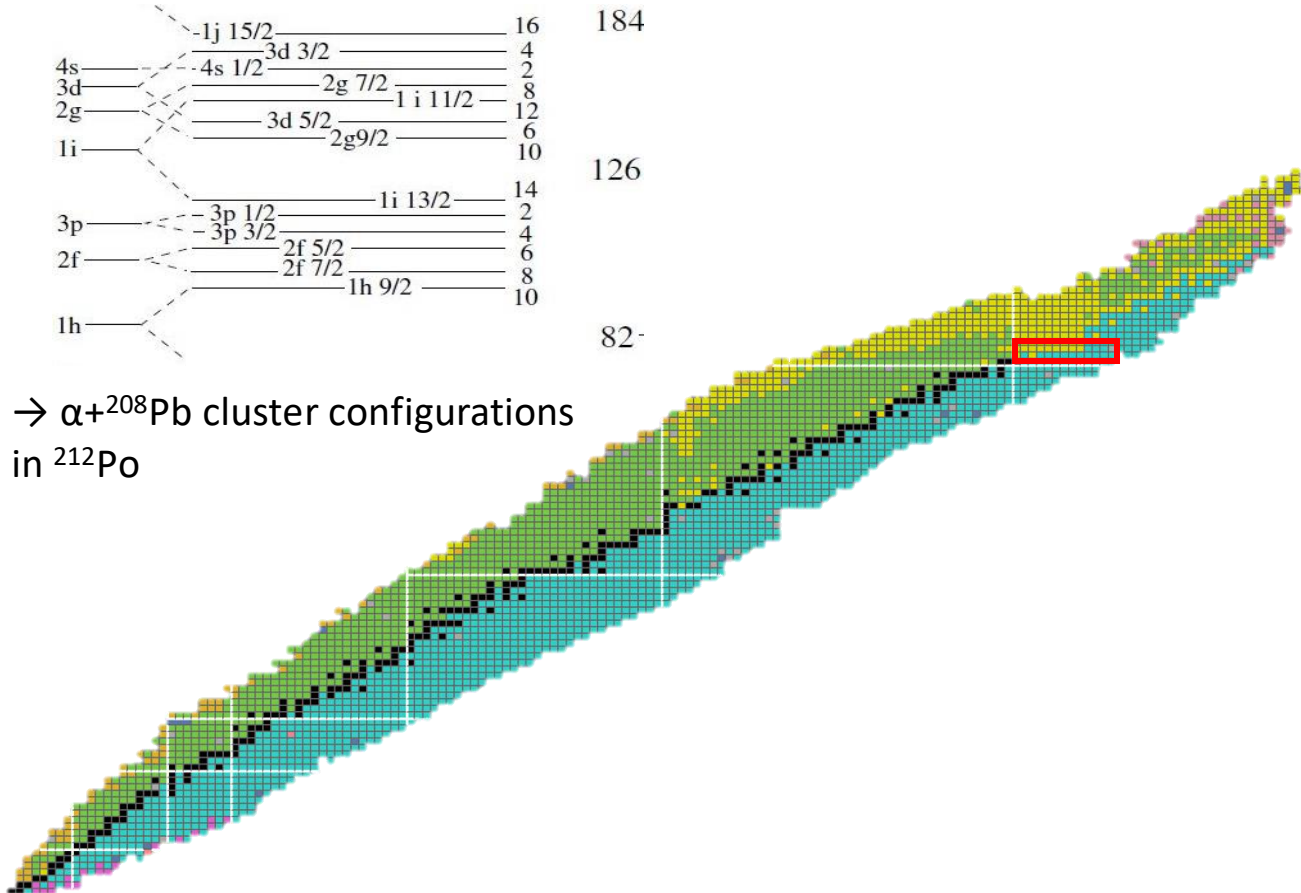 1j 15/2 16 184
3d 3/2 4
4s 4s 1/2 2
3d 2g 7/2 8
2g 1 i 11/2 12
3d 5/2 6
1i 2g9/2 10
126
1i 13/2 14
3p 1/2 2
3p 3p 3/2 4
2f 5/2 6
2f 2f 7/2 8
1h 9/2 10
1h 82-
→ α+²⁰⁸Pb cluster configurations
in ²¹²Po